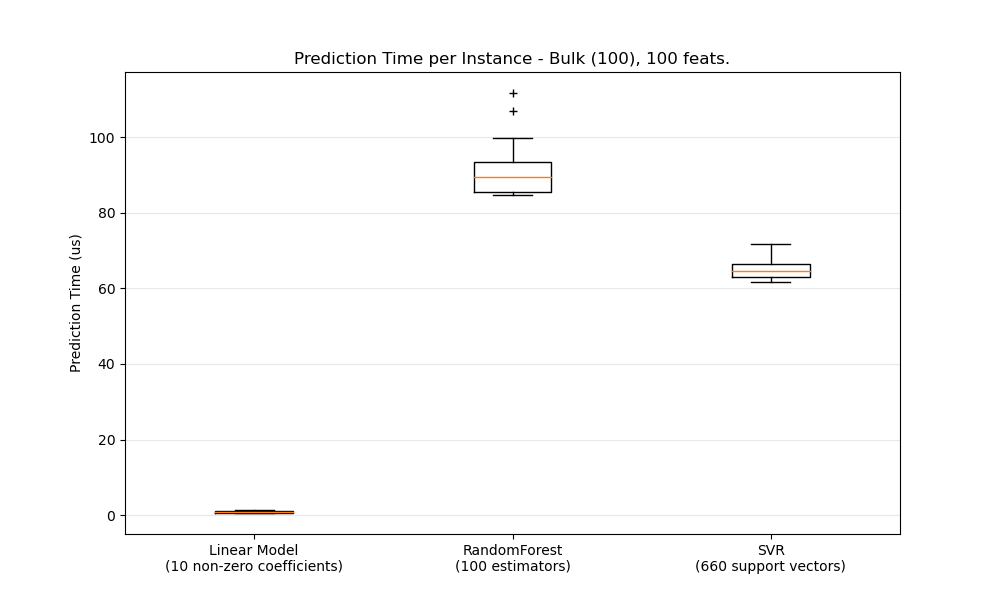 Prediction Time per Instance - Bulk (100), 100 feats.
Prediction Time (us)
100
80
60
40
20
0
Linear Model
(10 non-zero coefficients)
RandomForest
(100 estimators)
SVR
(660 support vectors)